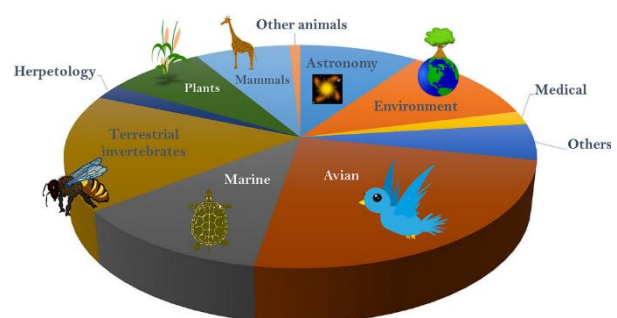 Other animals
Astronomy
Mammals
Herpetology
Plants
Environment
Medical
Others
Terrestrial
invertebrates
Marine
Avian